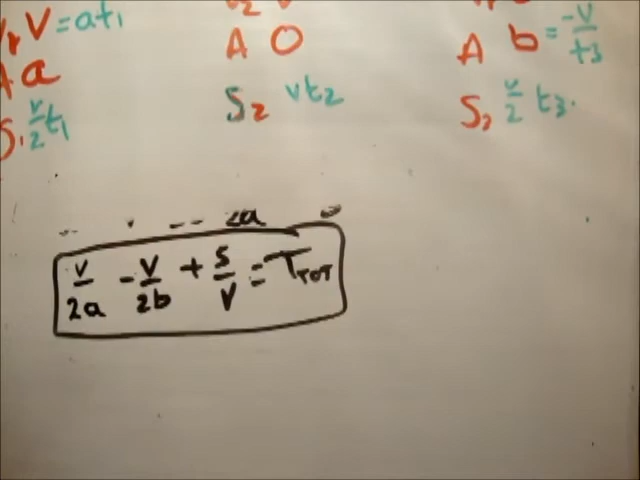 V = at₁
a
S₁ v/2 t₁
A O
S₂ vt₂
A b = -v/t3
S₃ v/2 t3.
v/2a - v/2b + S/V = T_TOT